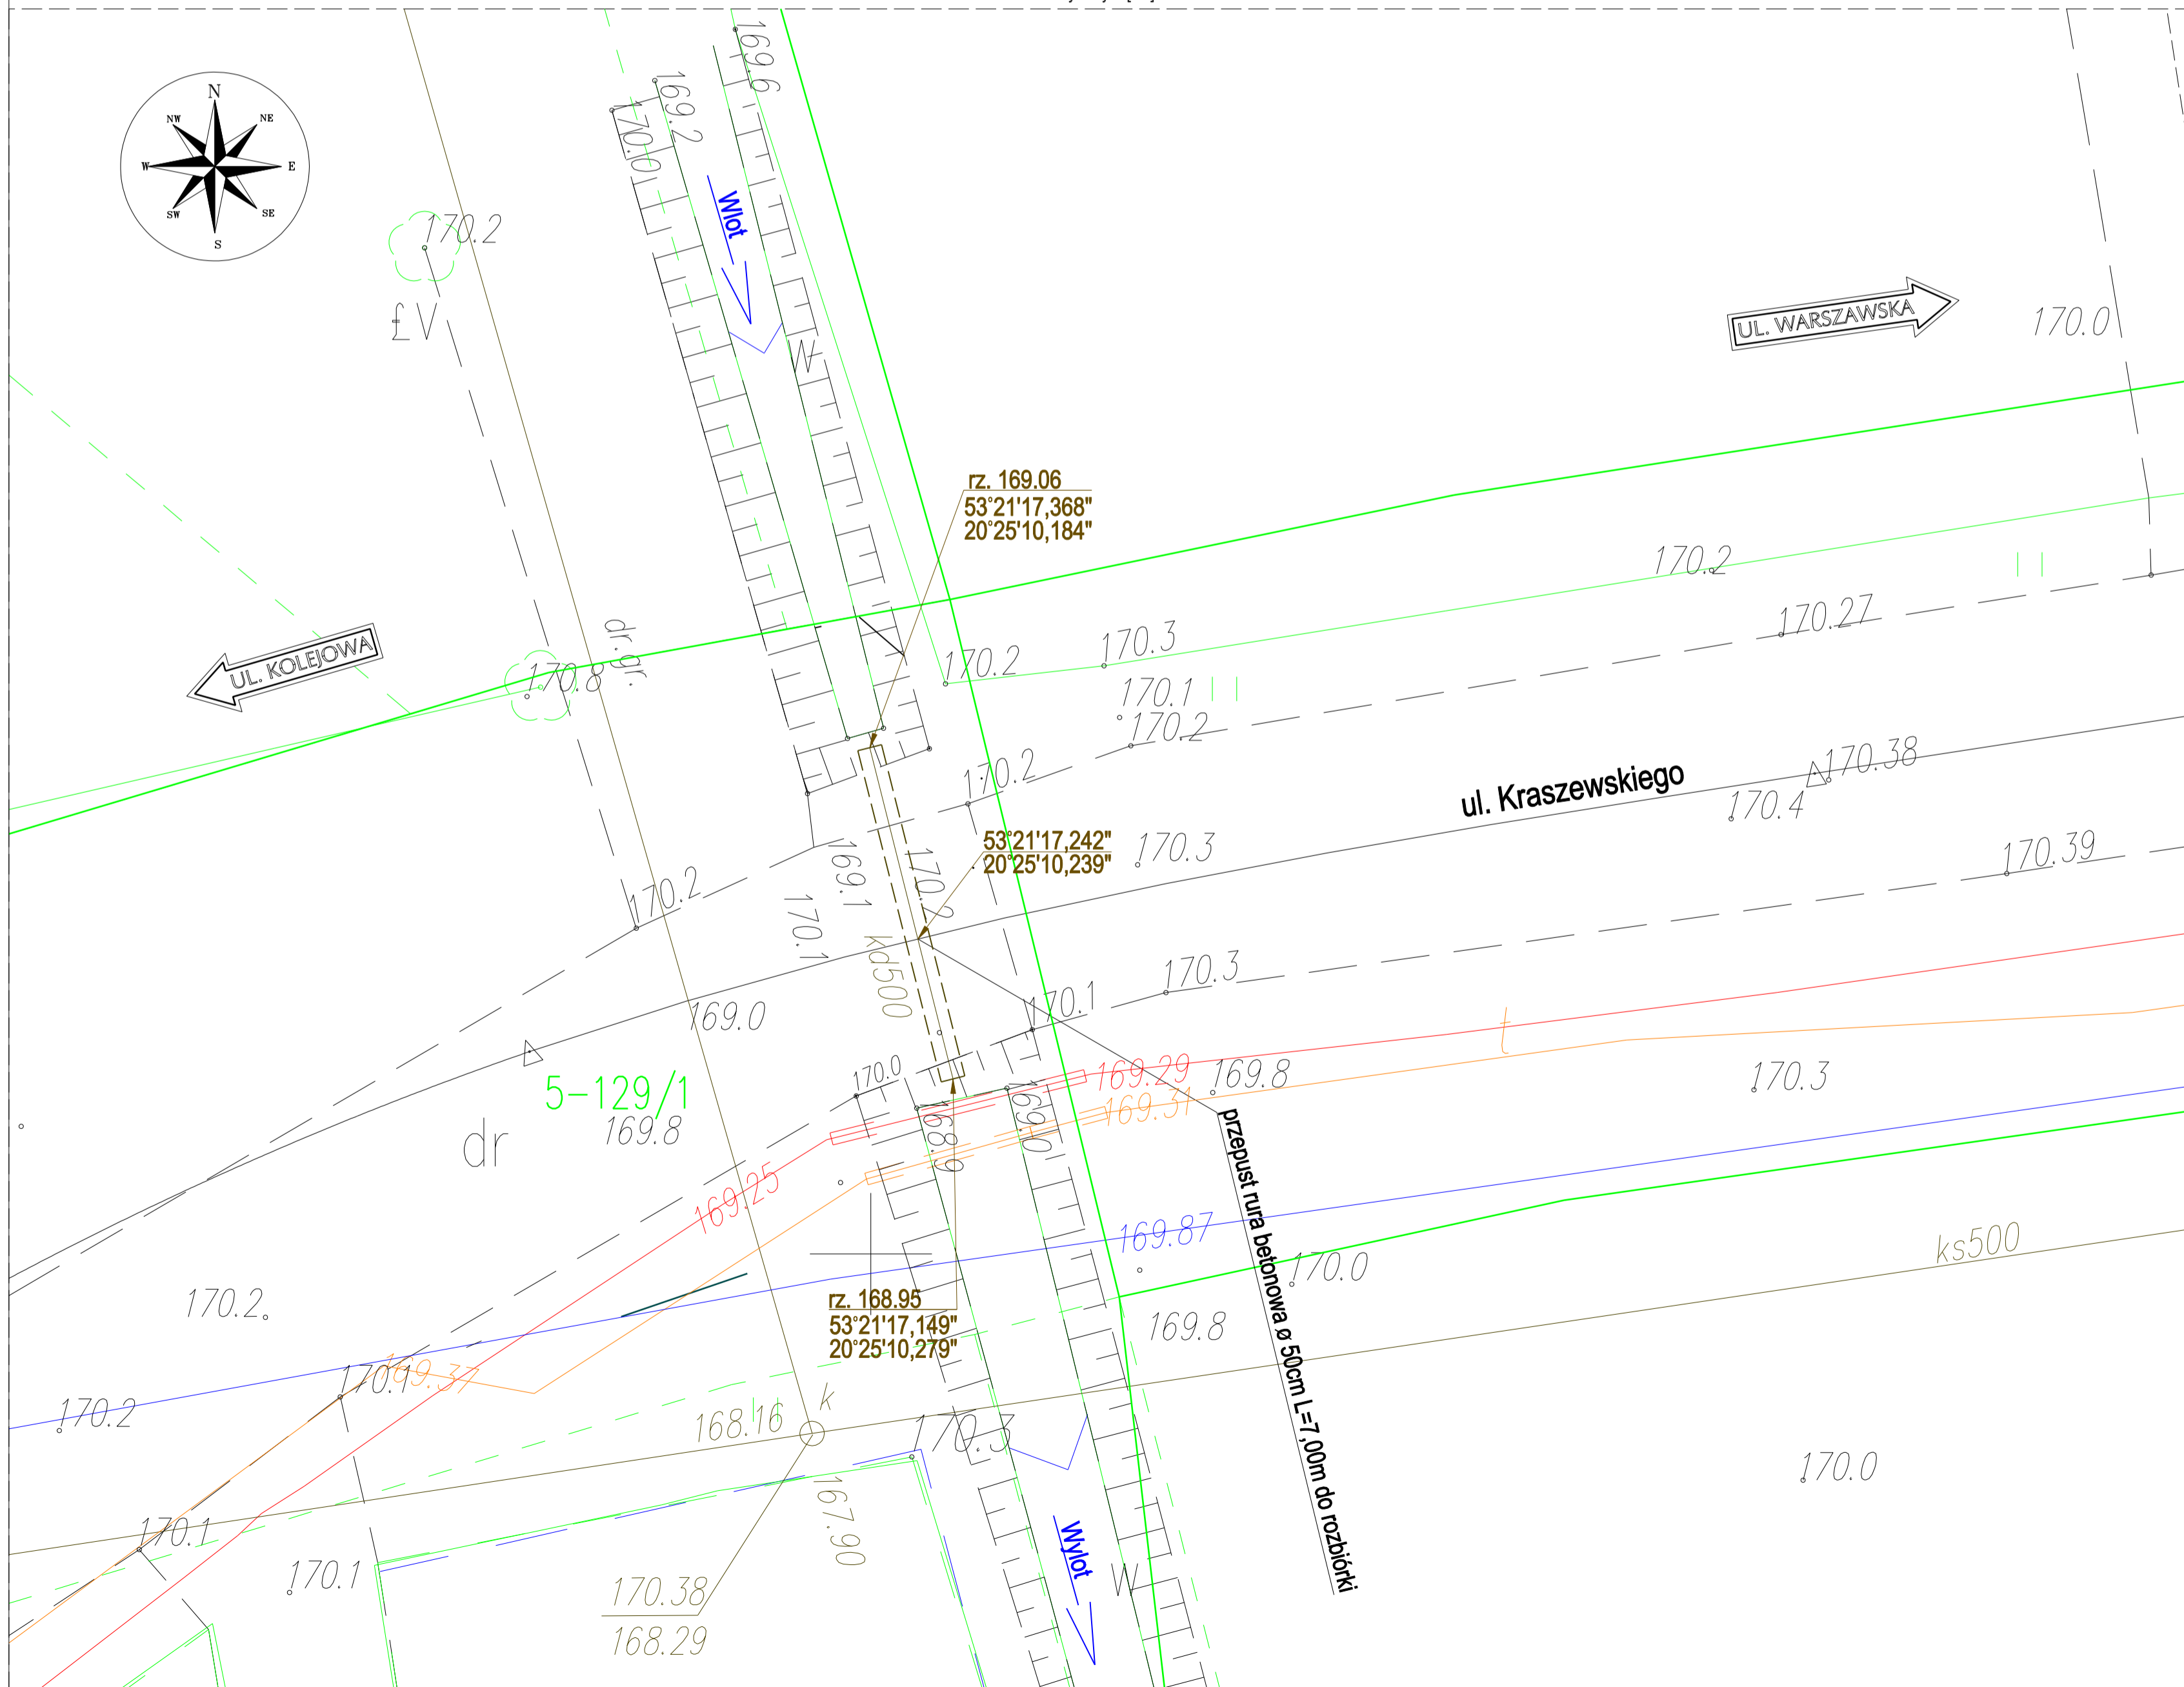 169.6
169.2
170.0
N
NW
NE
W
E
SW
SE
S
Wlot
170.2
ŁV
W
UL. WARSZAWSKA
170.0
rz. 169.06
53°21'17,368"
20°25'10,184"
170.2
170.27
dr.gr.
UL. KOLEJOWA
170.8
170.3
170.2
170.1
170.2
170.2
ul. Kraszewskiego
170.38
170.4
53°21'17,242"
20°25'10,239"
170.3
169.1
170.2
170.39
170.2
170.1
kd500
170.3
169.0
170.1
t
170.0
169.29
169.8
170.3
5-129/1
169.31
169.8
dr
168.9
169.0
169.25
przepust rura betonowa ø 50cm L=7,00m do rozbiórki
169.87
ks500
170.0
170.2
rz. 168.95
53°21'17,149"
20°25'10,279"
169.8
169.37
170.1
k
170.2
168.16
170.3
170.0
167.90
170.1
Wylot
170.1
W
170.38
168.29